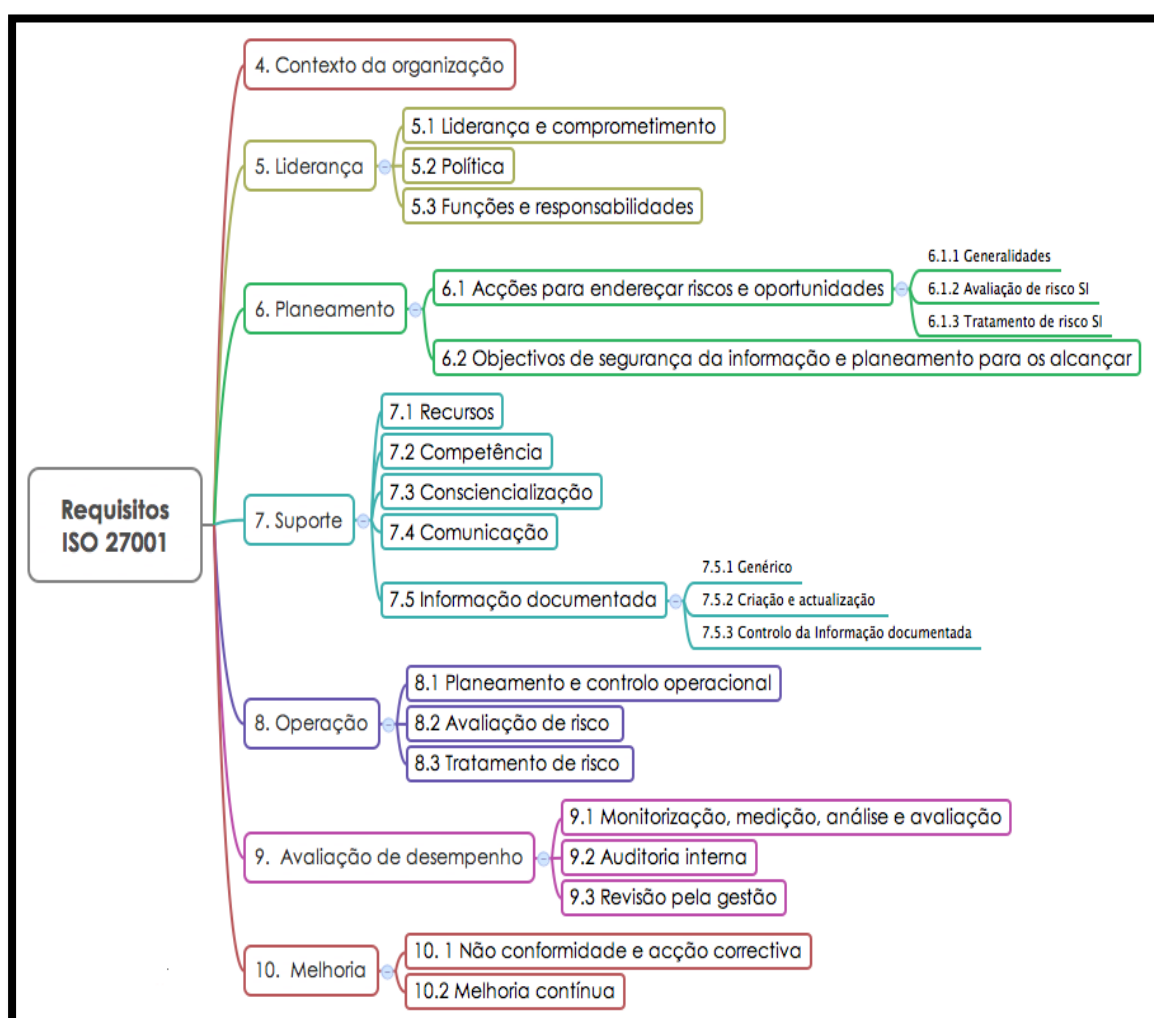 Requisitos
ISO 27001
4. Contexto da organização
5. Liderança
5.1 Liderança e comprometimento
5.2 Política
5.3 Funções e responsabilidades
6. Planeamento
6.1 Acções para endereçar riscos e oportunidades
6.1.1 Generalidades
6.1.2 Avaliação de risco SI
6.1.3 Tratamento de risco SI
6.2 Objectivos de segurança da informação e planeamento para os alcançar
7. Suporte
7.1 Recursos
7.2 Competência
7.3 Consciencialização
7.4 Comunicação
7.5 Informação documentada
7.5.1 Genérico
7.5.2 Criação e actualização
7.5.3 Controlo da Informação documentada
8. Operação
8.1 Planeamento e controlo operacional
8.2 Avaliação de risco
8.3 Tratamento de risco
9. Avaliação de desempenho
9.1 Monitorização, medição, análise e avaliação
9.2 Auditoria interna
9.3 Revisão pela gestão
10. Melhoria
10. 1 Não conformidade e acção correctiva
10.2 Melhoria contínua